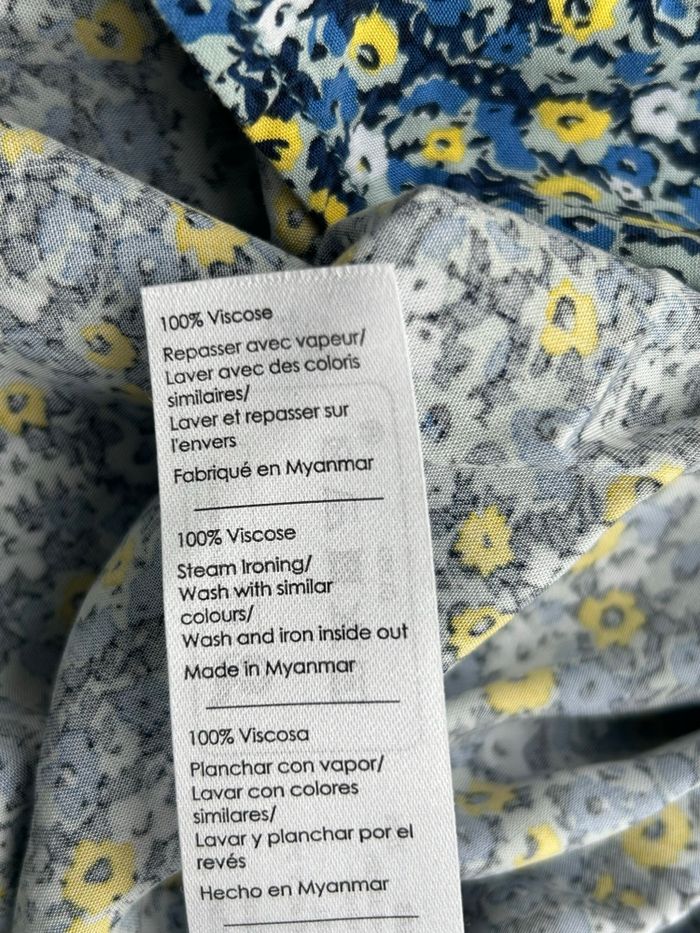 100% Viscose
Repasser avec vapeur/
Laver avec des coloris
similaires/
Laver et repasser sur
l'envers
Fabriqué en Myanmar
100% Viscose
Steam Ironing/
Wash with similar
colours/
Wash and iron inside out
Made in Myanmar
100% Viscosa
Planchar con vapor/
Lavar con colores
similares/
Lavar y planchar por el
revés
Hecho en Myanmar